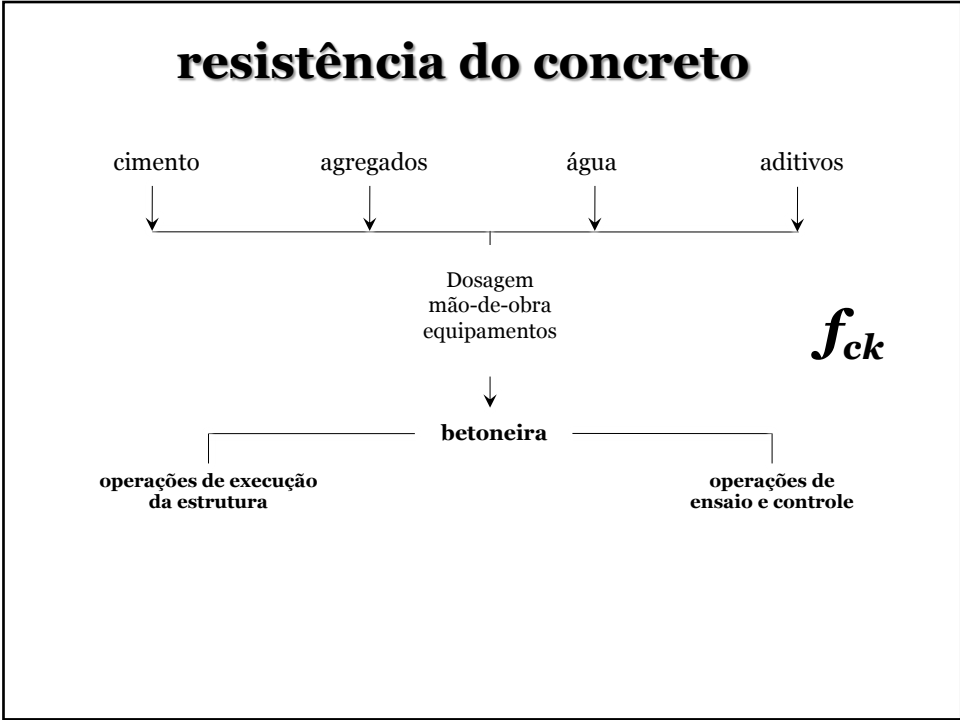 resistência do concreto
cimento agregados água aditivos
Dosagem
mão-de-obra
equipamentos
f_ck
betoneira
operações de execução
da estrutura
operações de
ensaio e controle